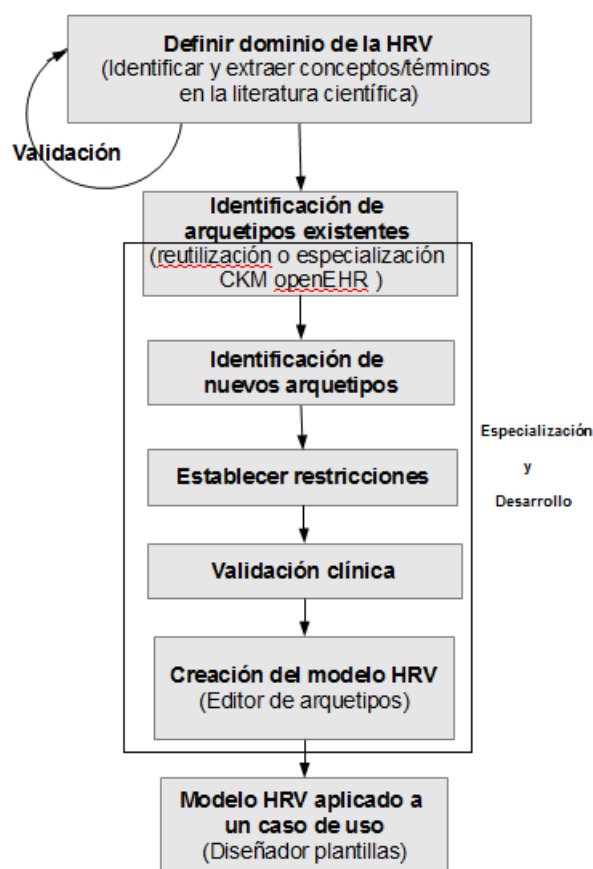 Definir dominio de la HRV
(Identificar y extraer conceptos/términos
en la literatura científica)
Validación
Identificación de
arquetipos existentes
(reutilización o especialización
CKM openEHR )
Identificación de
nuevos arquetipos
Especialización
y
Desarrollo
Establecer restricciones
Validación clínica
Creación del modelo HRV
(Editor de arquetipos)
Modelo HRV aplicado a
un caso de uso
(Diseñador plantillas)